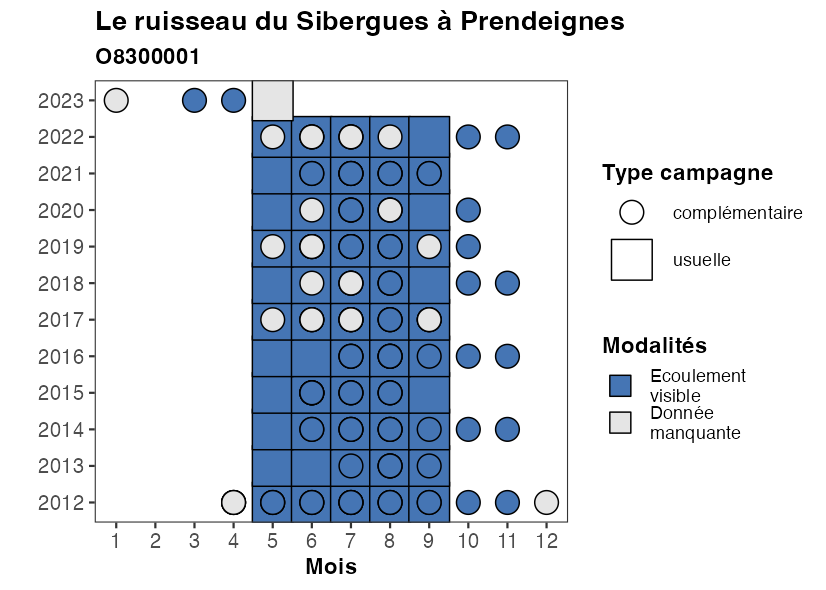 Le ruisseau du Sibergues à Prendeignes
O8300001
2023
2022
2021
2020
2019
2018
2017
2016
2015
2014
2013
2012
1 2 3 4 5 6 7 8 9 10 11 12
Mois
Type campagne
complémentaire
usuelle
Modalités
Ecoulement
visible
Donnée
manquante